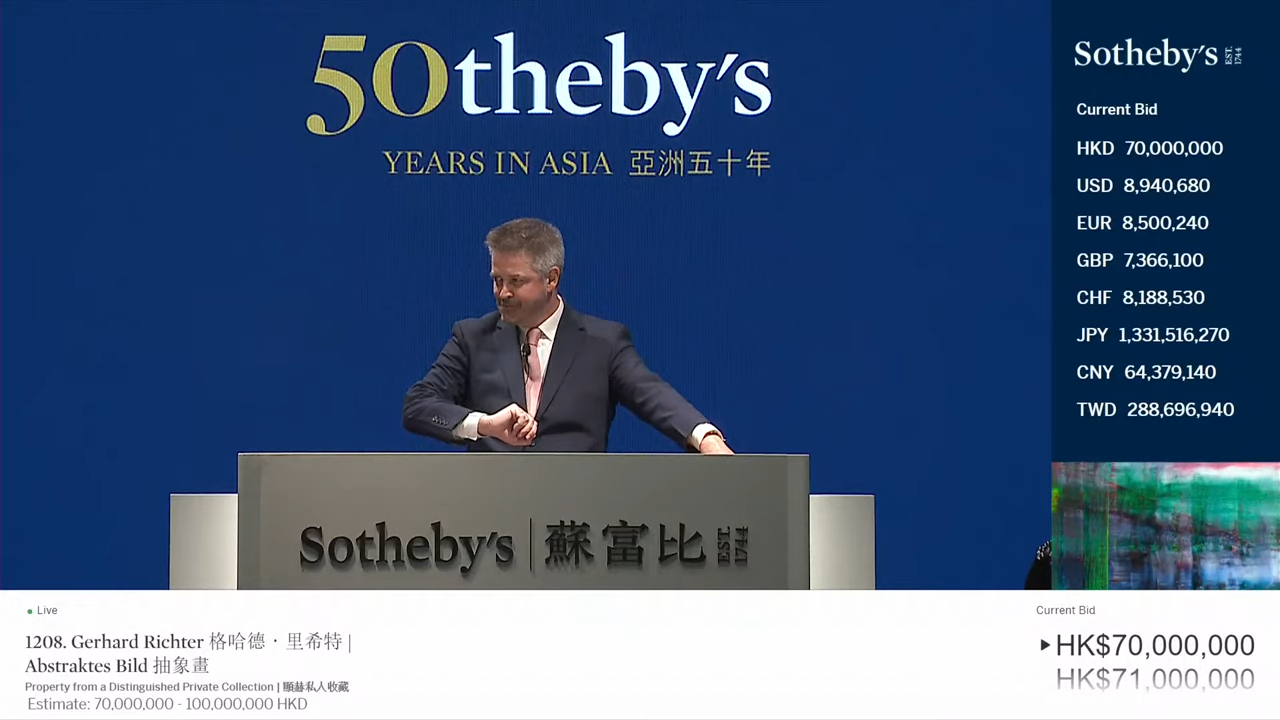 50theby's
YEARS IN ASIA 亞洲五十年
Sotheby's EST. 1744
Current Bid
HKD 70,000,000
USD 8,940,680
EUR 8,500,240
GBP 7,366,100
CHF 8,188,530
JPY 1,331,516,270
CNY 64,379,140
TWD 288,696,940
Sotheby's | 蘇富比 EST. 1744
Live
1208. Gerhard Richter 格哈德・里希特 |
Abstraktes Bild 抽象畫
Property from a Distinguished Private Collection | 顯赫私人收藏
Estimate: 70,000,000 - 100,000,000 HKD
Current Bid
HK$70,000,000
HK$71,000,000